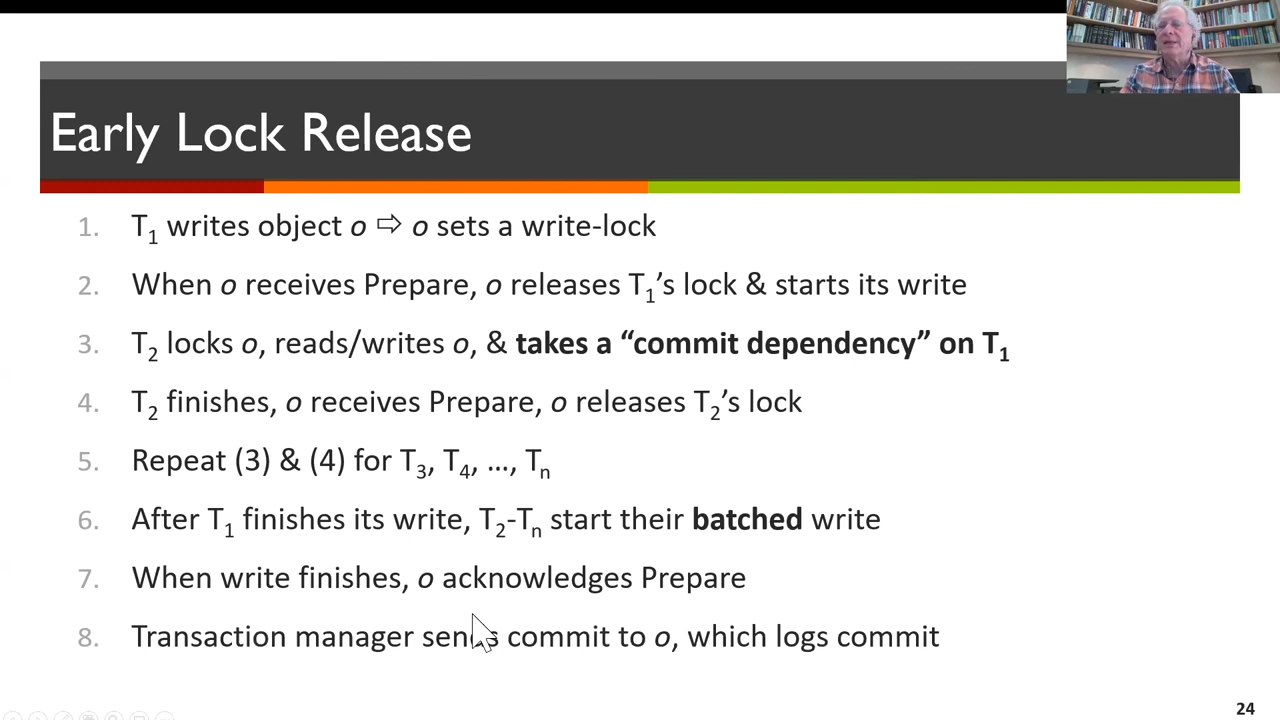 Early Lock Release
1. T₁ writes object o ⇨ o sets a write-lock
2. When o receives Prepare, o releases T₁’s lock & starts its write
3. T₂ locks o, reads/writes o, & takes a “commit dependency” on T₁
4. T₂ finishes, o receives Prepare, o releases T₂’s lock
5. Repeat (3) & (4) for T₃, T₄, …, Tₙ
6. After T₁ finishes its write, T₂-Tₙ start their batched write
7. When write finishes, o acknowledges Prepare
8. Transaction manager sends commit to o, which logs commit
24